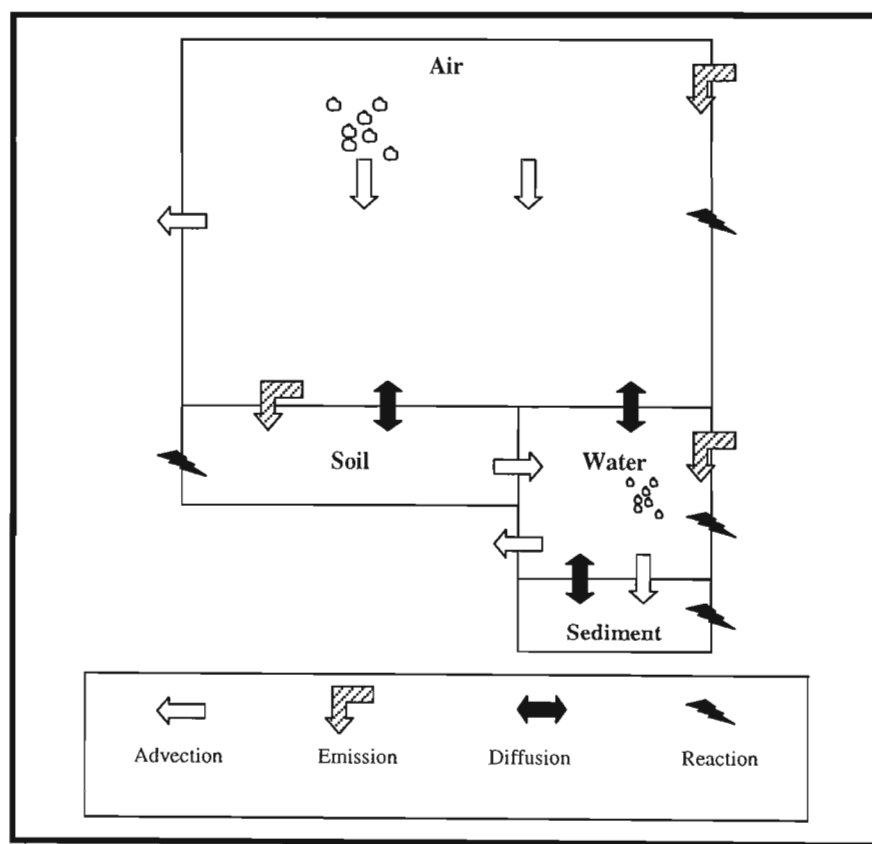 Air
Soil
Water
Sediment
Advection
Emission
Diffusion
Reaction